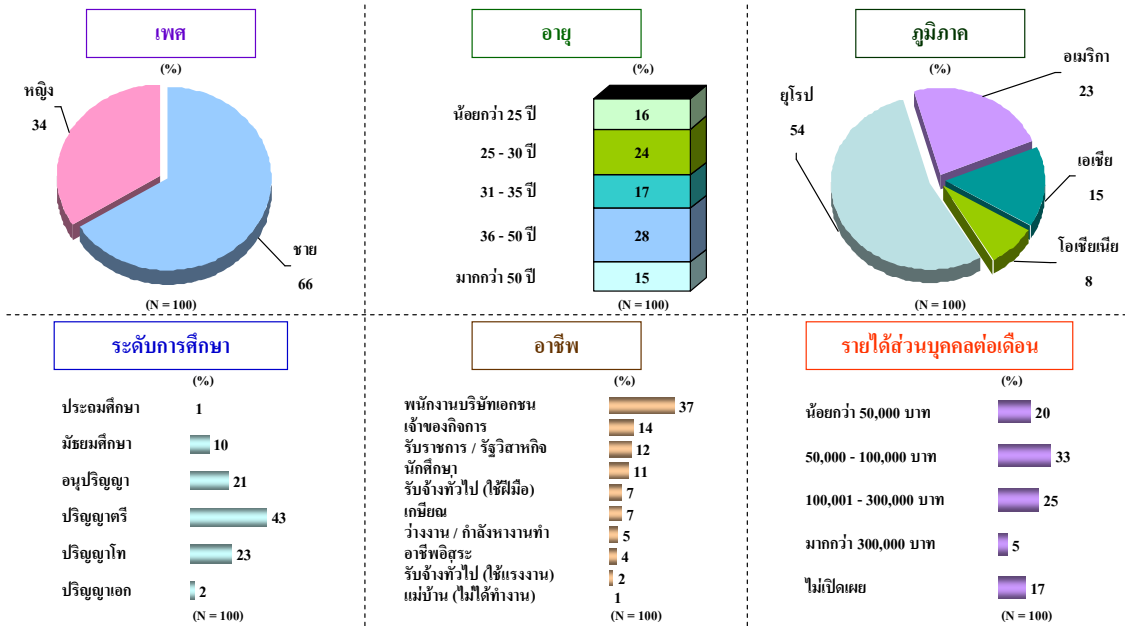 เพศ
(%)
หญิง
34
ชาย
66
(N = 100)
อายุ
(%)
น้อยกว่า 25 ปี 16
25 - 30 ปี 24
31 - 35 ปี 17
36 - 50 ปี 28
มากกว่า 50 ปี 15
(N = 100)
ภูมิภาค
(%)
อเมริกา
23
ยุโรป
54
เอเชีย
15
โอเชียเนีย
8
(N = 100)
ระดับการศึกษา
(%)
ประถมศึกษา 1
มัธยมศึกษา 10
อนุปริญญา 21
ปริญญาตรี 43
ปริญญาโท 23
ปริญญาเอก 2
(N = 100)
อาชีพ
(%)
พนักงานบริษัทเอกชน 37
เจ้าของกิจการ 14
รับราชการ / รัฐวิสาหกิจ 12
นักศึกษา 11
รับจ้างทั่วไป (ใช้ฝีมือ) 7
เกษียณ 7
ว่างงาน / กำลังหางานทำ 5
อาชีพอิสระ 4
รับจ้างทั่วไป (ใช้แรงงาน) 2
แม่บ้าน (ไม่ได้ทำงาน) 1
(N = 100)
รายได้ส่วนบุคคลต่อเดือน
(%)
น้อยกว่า 50,000 บาท 20
50,000 - 100,000 บาท 33
100,001 - 300,000 บาท 25
มากกว่า 300,000 บาท 5
ไม่เปิดเผย 17
(N = 100)